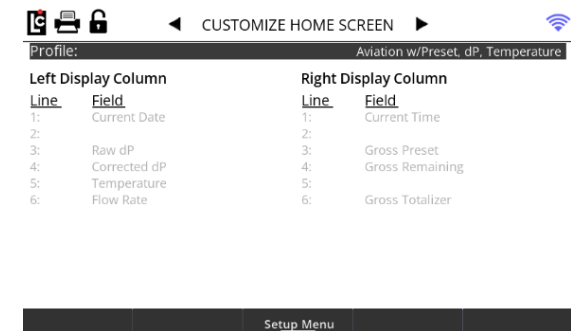 LC
CUSTOMIZE HOME SCREEN
Profile: Aviation w/Preset, dP, Temperature
Left Display Column
Line Field
1: Current Date
2:
3: Raw dP
4: Corrected dP
5: Temperature
6: Flow Rate
Right Display Column
Line Field
1: Current Time
2:
3: Gross Preset
4: Gross Remaining
5:
6: Gross Totalizer
Setup Menu